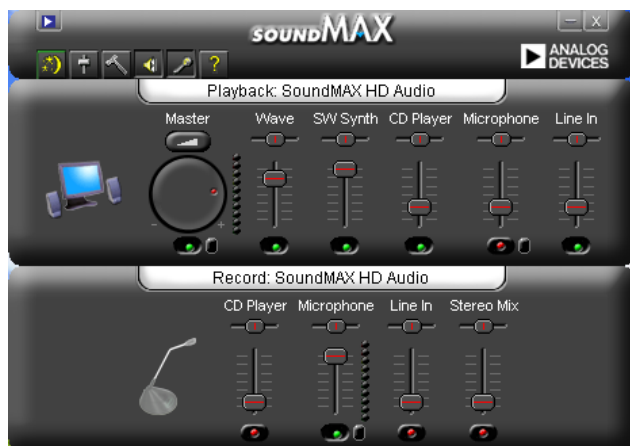 SOUNDMAX
X
?
ANALOG
DEVICES
Playback: SoundMAX HD Audio
Master Wave SW Synth CD Player Microphone Line In
- +
Record: SoundMAX HD Audio
CD Player Microphone Line In Stereo Mix